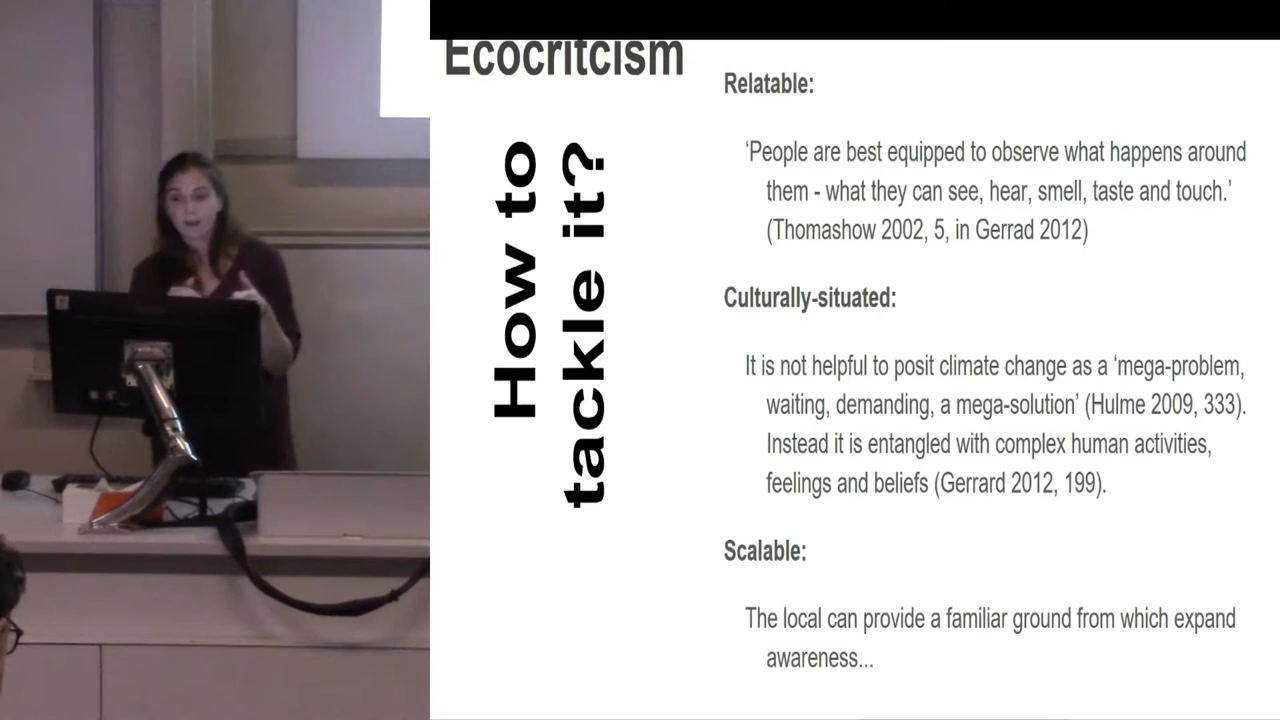 Ecocritcism
How to
tackle it?
Relatable:
‘People are best equipped to observe what happens around
them - what they can see, hear, smell, taste and touch.’
(Thomashow 2002, 5, in Gerrad 2012)
Culturally-situated:
It is not helpful to posit climate change as a ‘mega-problem,
waiting, demanding, a mega-solution’ (Hulme 2009, 333).
Instead it is entangled with complex human activities,
feelings and beliefs (Gerrard 2012, 199).
Scalable:
The local can provide a familiar ground from which expand
awareness...